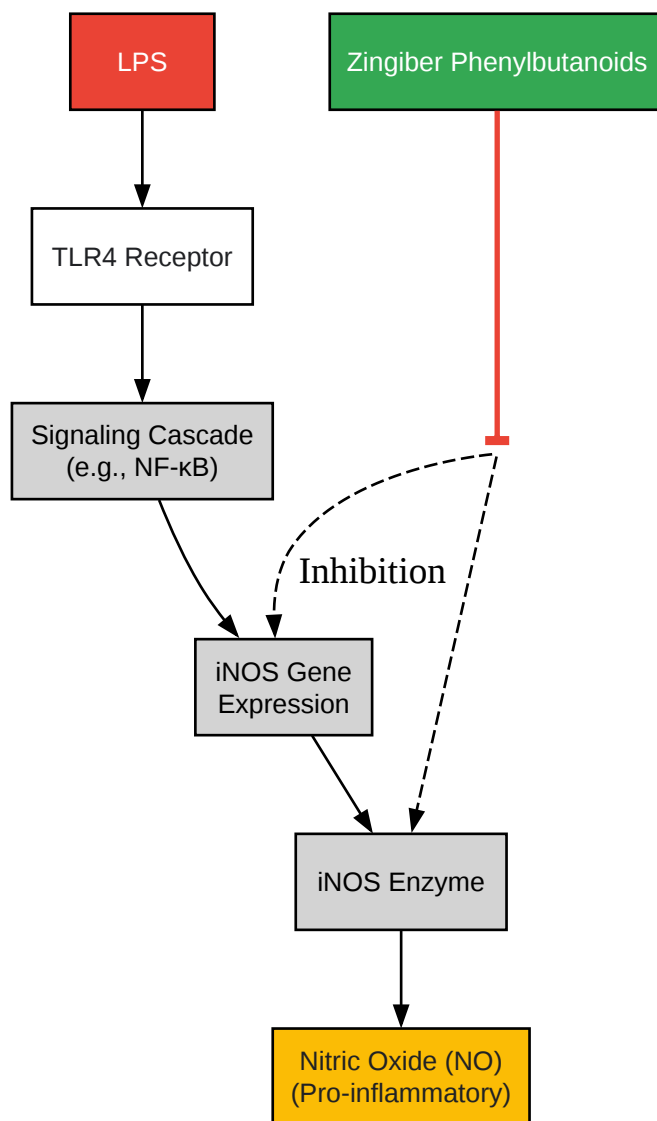 LPS
Zingiber Phenylbutanoids
TLR4 Receptor
Signaling Cascade
(e.g., NF-κB)
Inhibition
iNOS Gene
Expression
iNOS Enzyme
Nitric Oxide (NO)
(Pro-inflammatory)